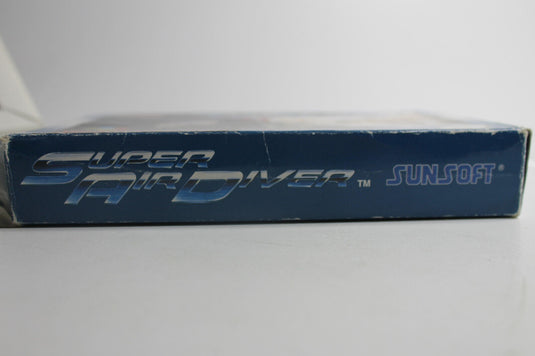 SUPER
AIR DIVER™ SUNSOFT®